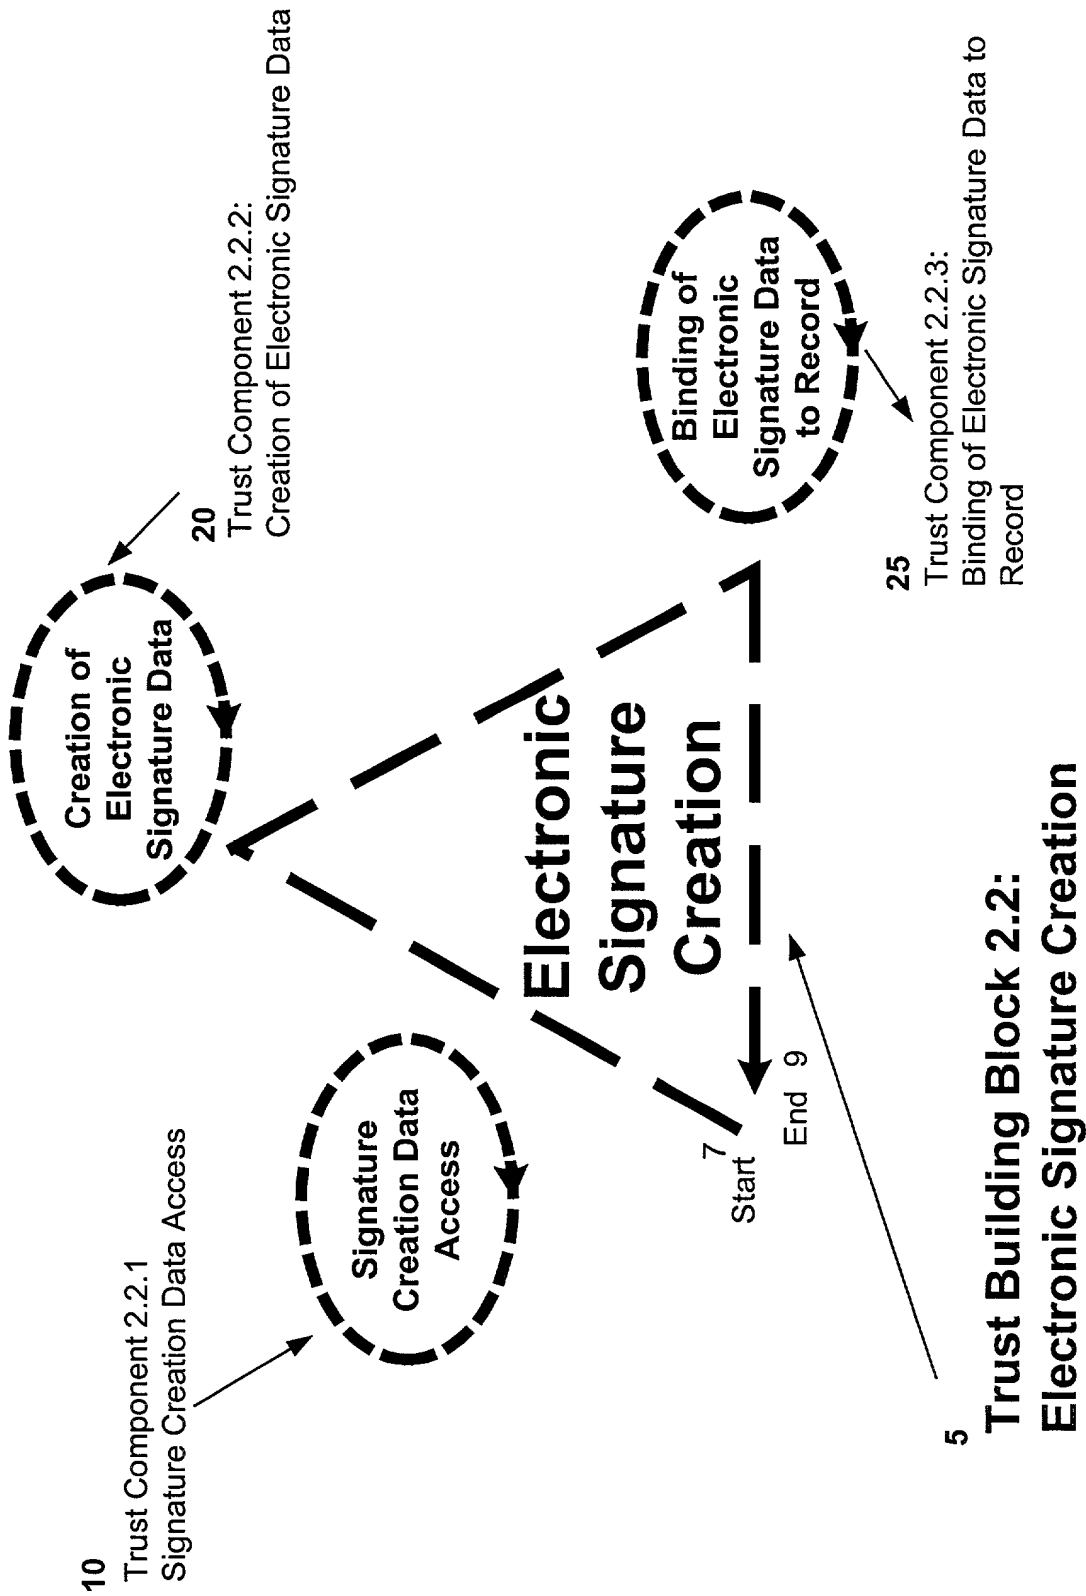 10
Trust Component 2.2.1
Signature Creation Data Access
Signature
Creation Data
Access
Creation of
Electronic
Signature Data
20
Trust Component 2.2.2:
Creation of Electronic Signature Data
Electronic
Signature
Creation
Binding of
Electronic
Signature Data
to Record
7
Start
End 9
25
Trust Component 2.2.3:
Binding of Electronic Signature Data to
Record
5
Trust Building Block 2.2:
Electronic Signature Creation